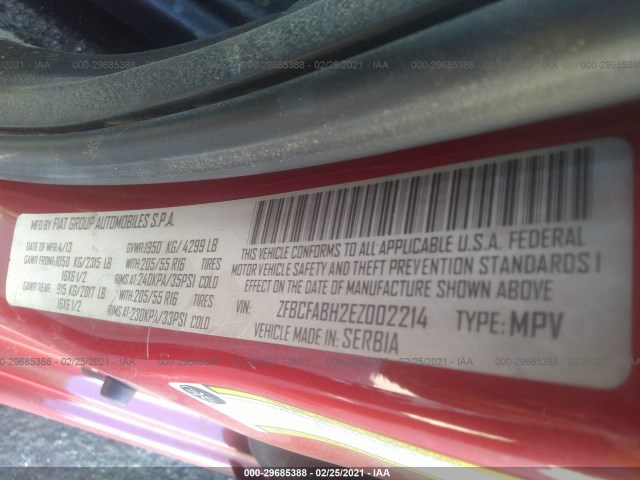 000-29685388 - 02/25/2021 - IAA
MFD BY FIAT GROUP AUTOMOBILES S.P.A.
DATE OF MFR:4/13 GVWR:1950 KG/4299 LB
GAWR FRONT:1050 KG/2315 LB WITH-205/55 R16 TIRES
16X6 1/2 RIMS AT-240KPA/35PSI COLD
GAWR REAR: 915 KG/2017 LB WITH-205/55 R16 TIRES
16X6 1/2 RIMS AT-230KPA/33PSI COLD
THIS VEHICLE CONFORMS TO ALL APPLICABLE U.S.A. FEDERAL
MOTOR VEHICLE SAFETY AND THEFT PREVENTION STANDARDS I
EFFECT ON THE DATE OF MANUFACTURE SHOWN ABOVE
VIN: ZFBCFABH2EZ002214 TYPE:MPV
VEHICLE MADE IN: SERBIA
000-29685388 - 02/25/2021 - IAA
000-29685388 - 02/25/2021 - IAA